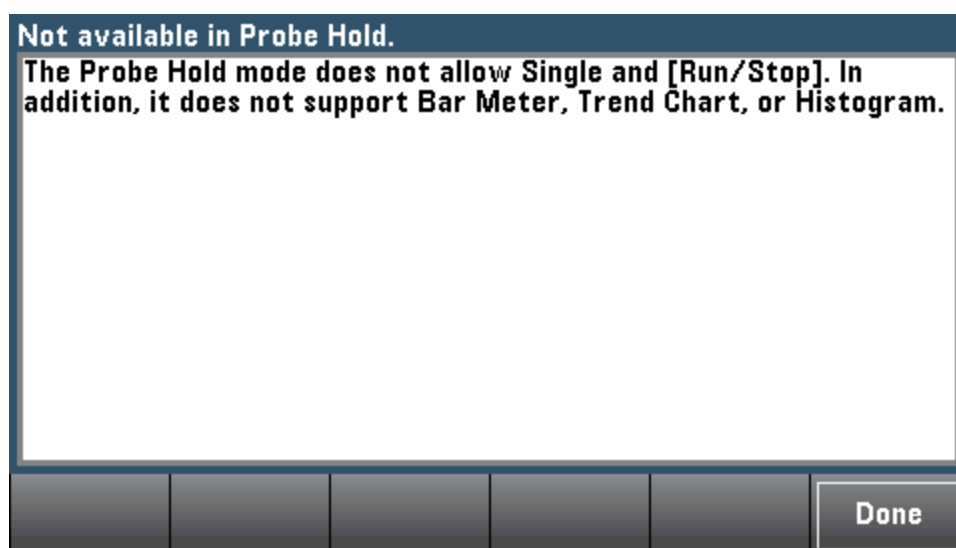 Not available in Probe Hold.
The Probe Hold mode does not allow Single and [Run/Stop]. In
addition, it does not support Bar Meter, Trend Chart, or Histogram.
Done